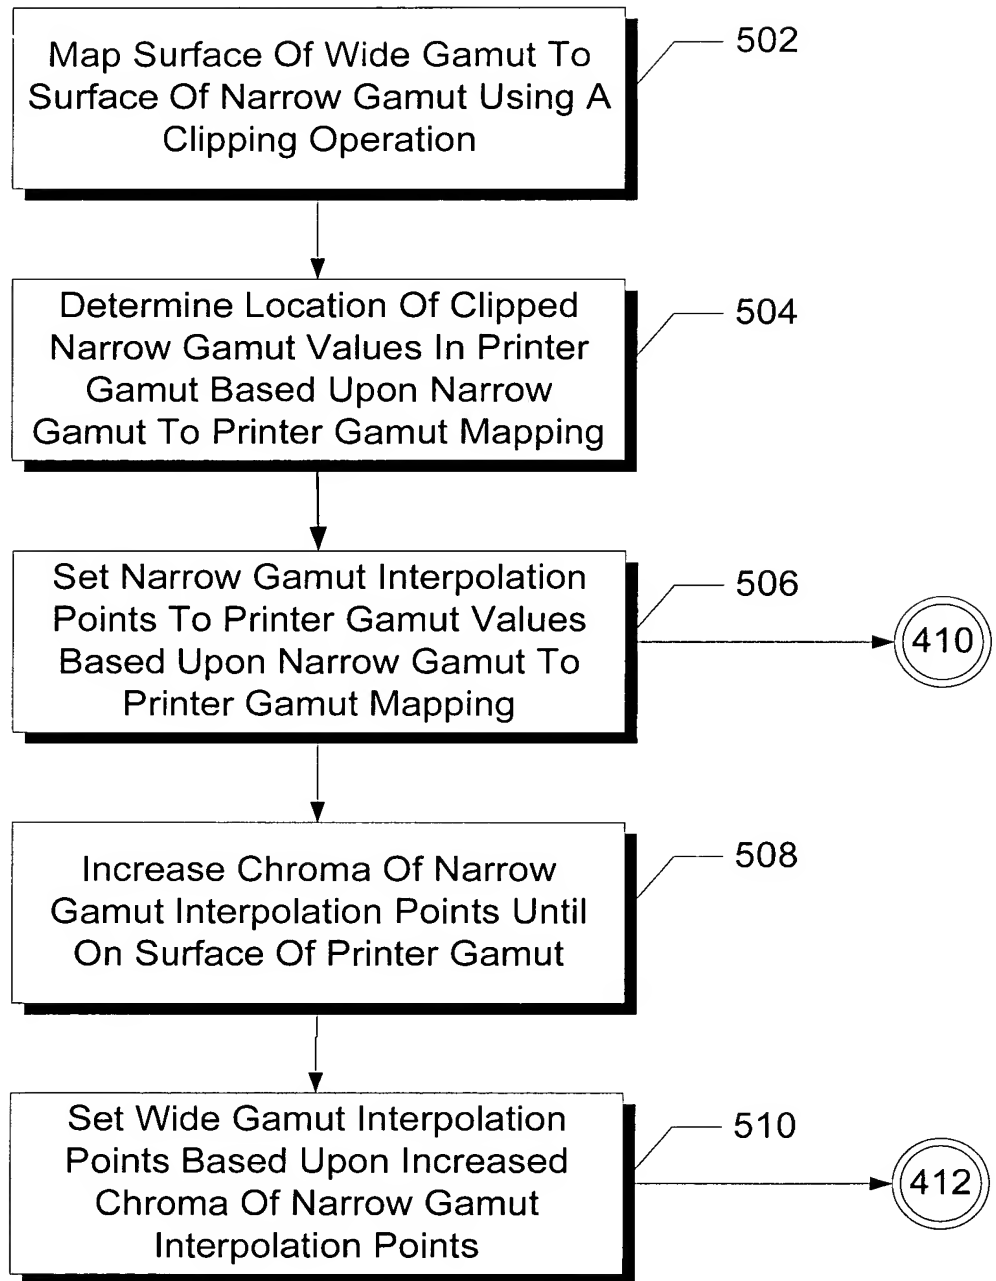 Map Surface Of Wide Gamut To
Surface Of Narrow Gamut Using A
Clipping Operation
502
Determine Location Of Clipped
Narrow Gamut Values In Printer
Gamut Based Upon Narrow
Gamut To Printer Gamut Mapping
504
Set Narrow Gamut Interpolation
Points To Printer Gamut Values
Based Upon Narrow Gamut To
Printer Gamut Mapping
506
410
Increase Chroma Of Narrow
Gamut Interpolation Points Until
On Surface Of Printer Gamut
508
Set Wide Gamut Interpolation
Points Based Upon Increased
Chroma Of Narrow Gamut
Interpolation Points
510
412